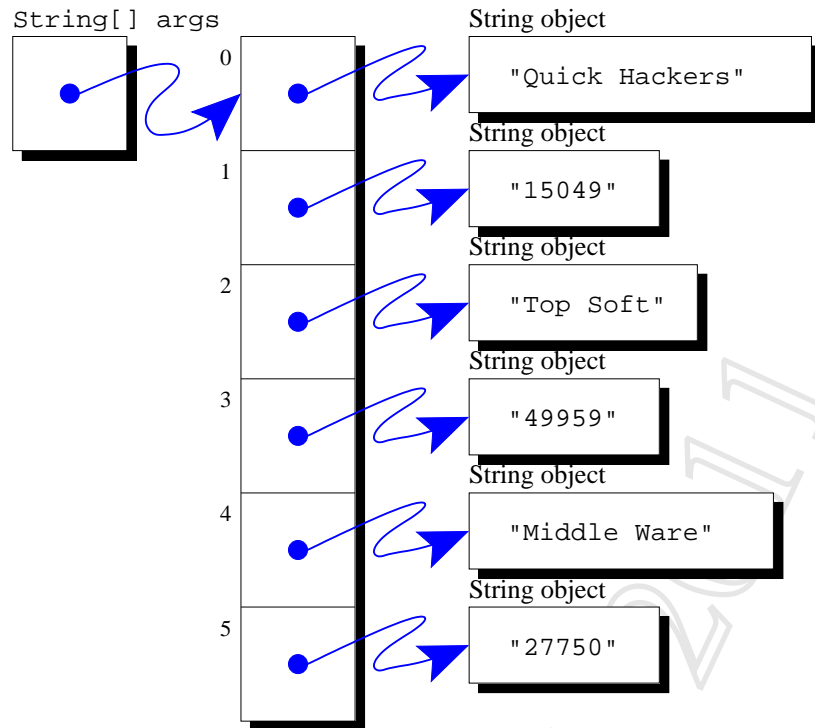 String[] args
String object
0
"Quick Hackers"
String object
1
"15049"
String object
2
"Top Soft"
String object
3
"49959"
String object
4
"Middle Ware"
String object
5
"27750"
2011